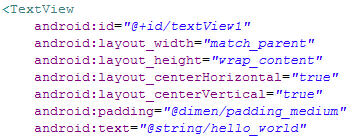 <TextView
android:id="@+id/textView1"
android:layout_width="match_parent"
android:layout_height="wrap_content"
android:layout_centerHorizontal="true"
android:layout_centerVertical="true"
android:padding="@dimen/padding_medium"
android:text="@string/hello_world"